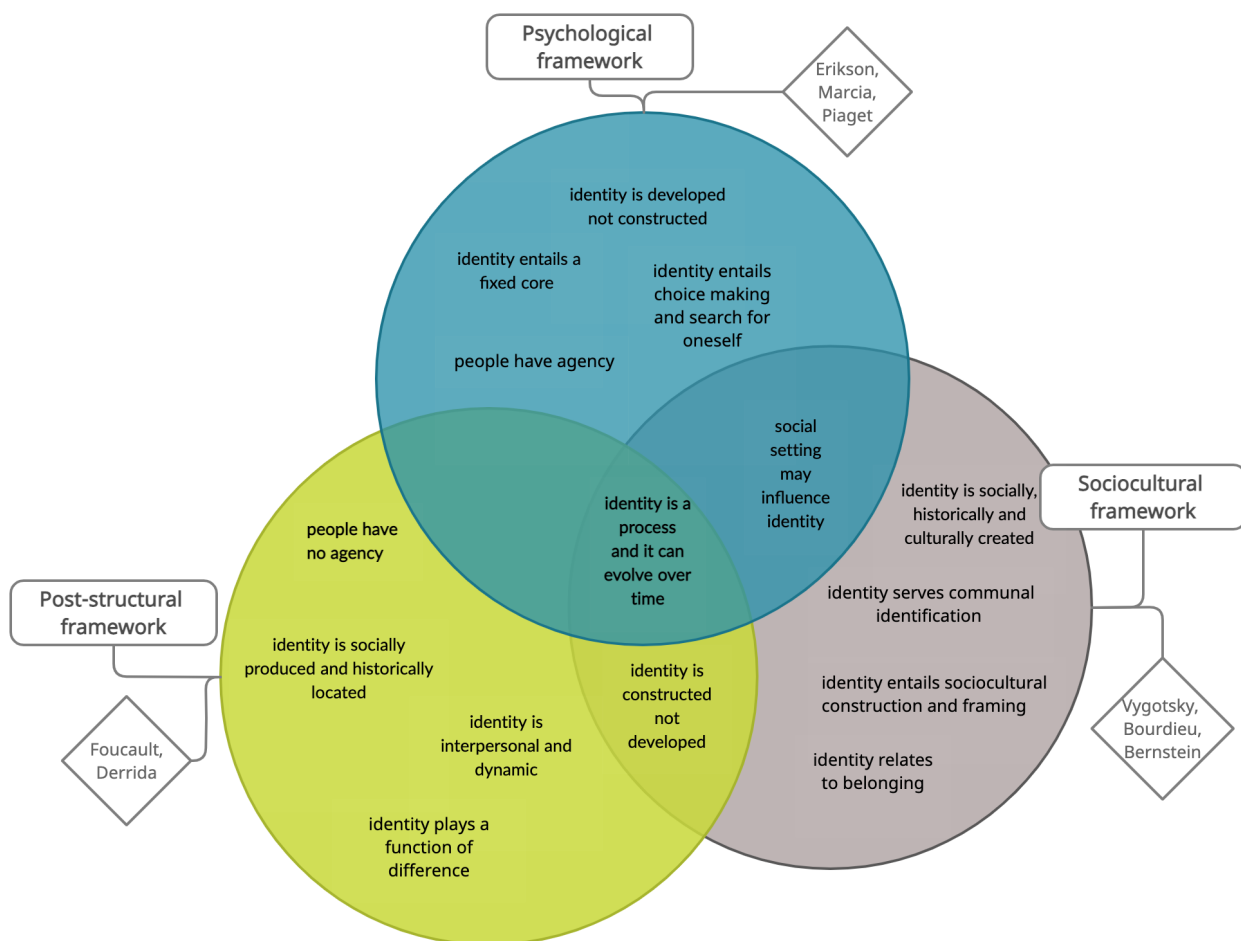 Psychological
framework
Erikson,
Marcia,
Piaget
identity is developed
not constructed
identity entails a
fixed core
identity entails
choice making
and search for
oneself
people have agency
social
setting
may
influence
identity
identity is a
process
and it can
evolve over
time
identity is socially,
historically and
culturally created
Sociocultural
framework
people have
no agency
identity serves communal
identification
Post-structural
framework
identity is socially
produced and historically
located
identity is
constructed
not
developed
identity entails sociocultural
construction and framing
Vygotsky,
Bourdieu,
Bernstein
Foucault,
Derrida
identity is
interpersonal and
dynamic
identity relates
to belonging
identity plays a
function of
difference